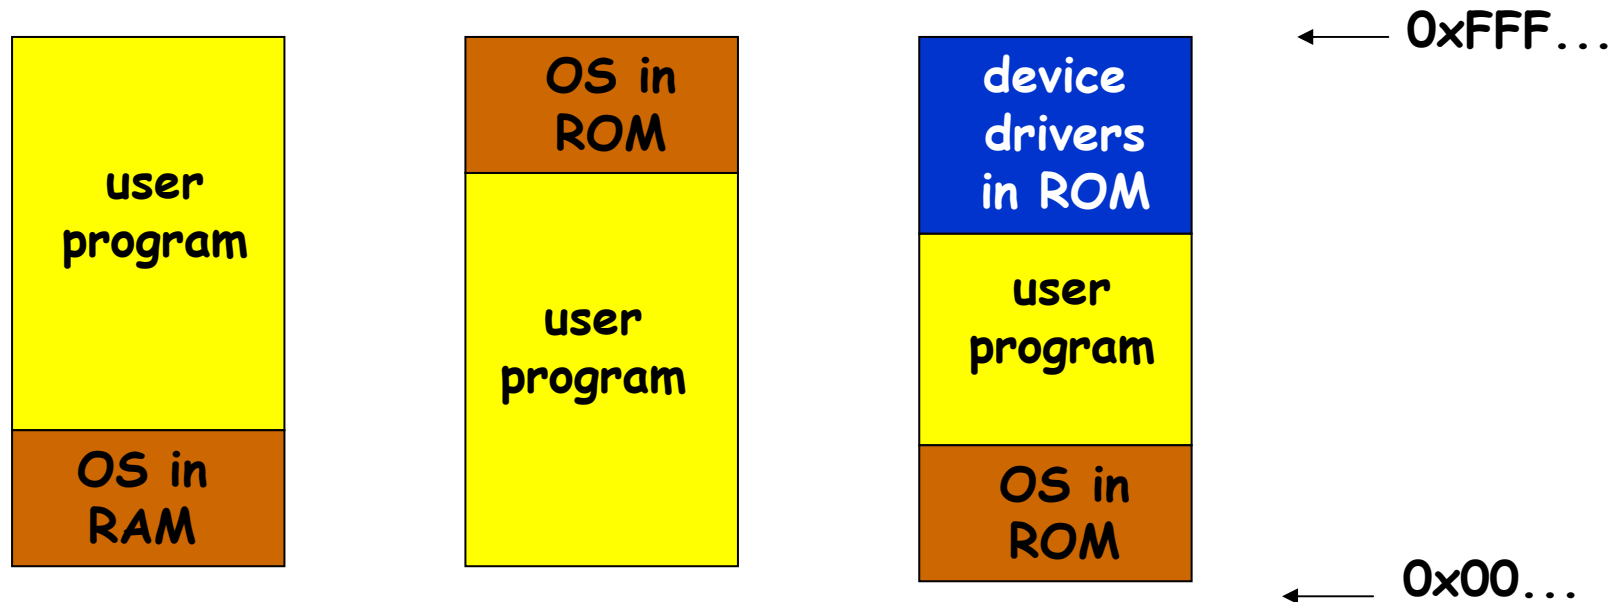 user
program
OS in
RAM
OS in
ROM
user
program
device
drivers
in ROM
user
program
OS in
ROM
0xFFF...
0x00...